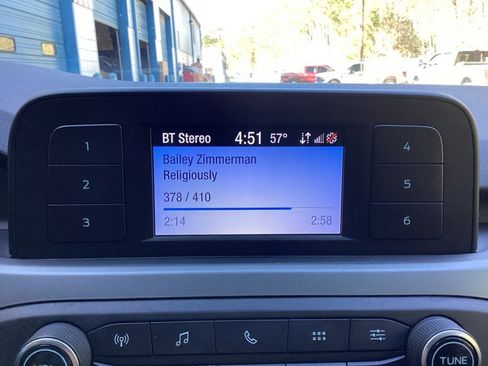 BT Stereo 4:51 57°
Bailey Zimmerman
Religiously
378 / 410
2:14 2:58
1
2
3
4
5
6
TUNE